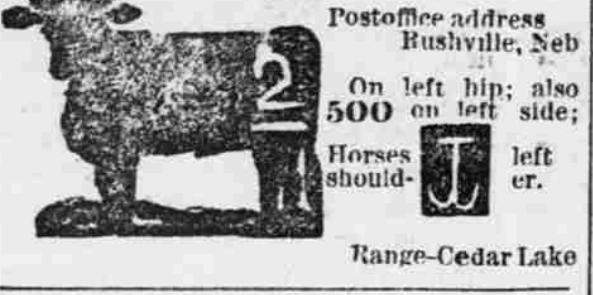 Postoffice address
Rushville, Neb
On left hip; also
500 on left side;
Horses left
should- er.
Range-Cedar Lake
2